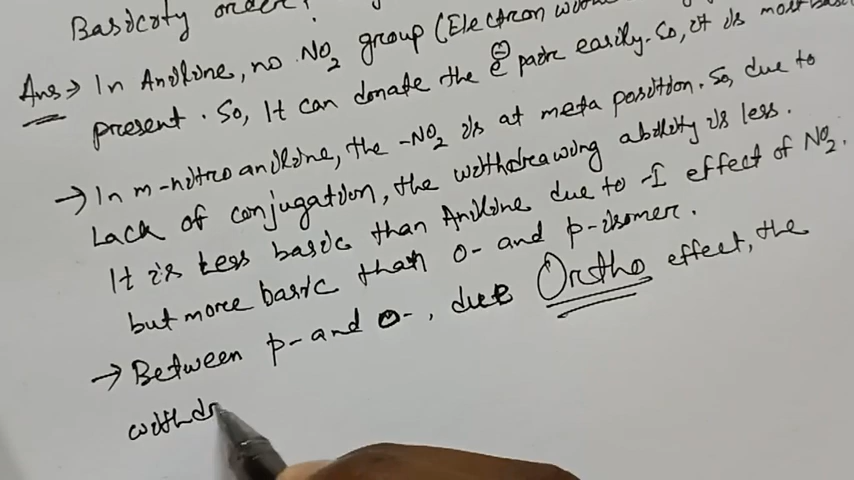 Basicity order?
Ans → In Aniline, no NO2 group (Electron
present. So, It can donate the e⊖ pair easily. So, it is most
→ In m-nitro aniline, the -NO2 is at meta position. So, due to
Lack of conjugation, the withdrawing ability is less.
It is Less basic than Aniline due to -I effect of NO2.
but more basic than o- and p-isomer.
→ Between p- and o-, due Ortho effect, the